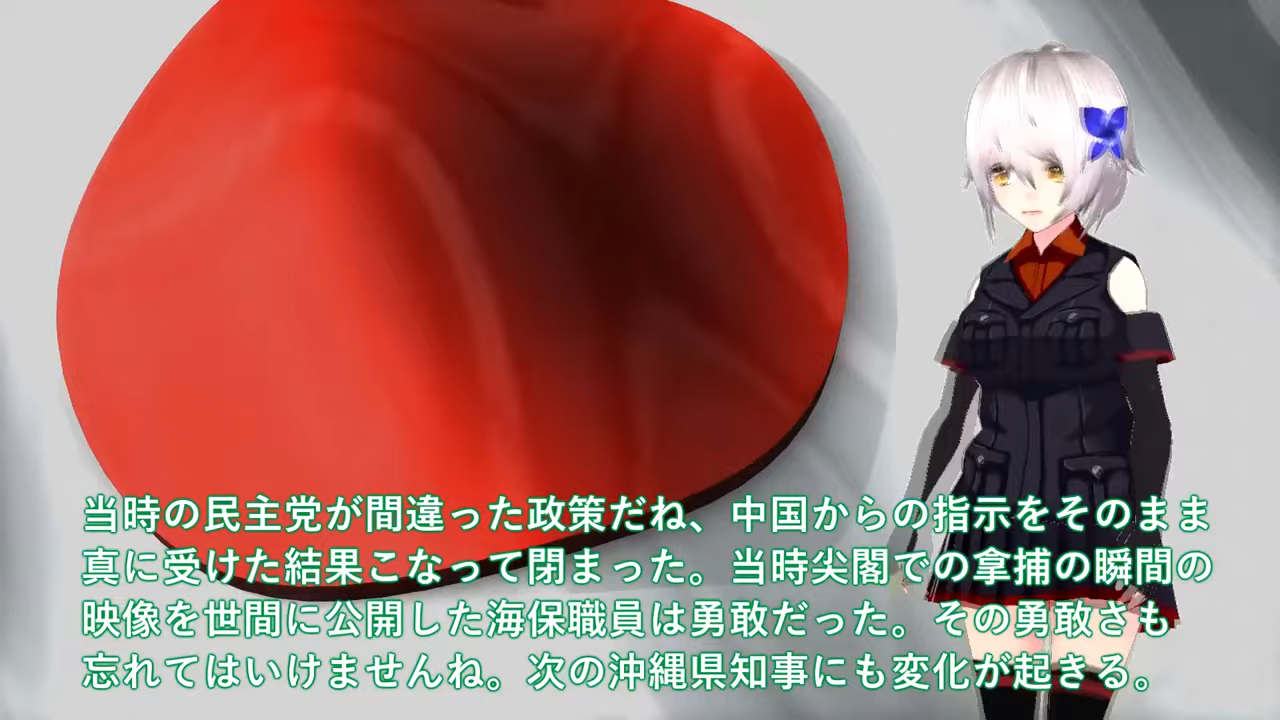 当時の民主党が間違った政策だね、中国からの指示をそのまま
真に受けた結果こなって閉まった。当時尖閣での拿捕の瞬間の
映像を世間に公開した海保職員は勇敢だった。その勇敢さも
忘れてはいけませんね。次の沖縄県知事にも変化が起きる。